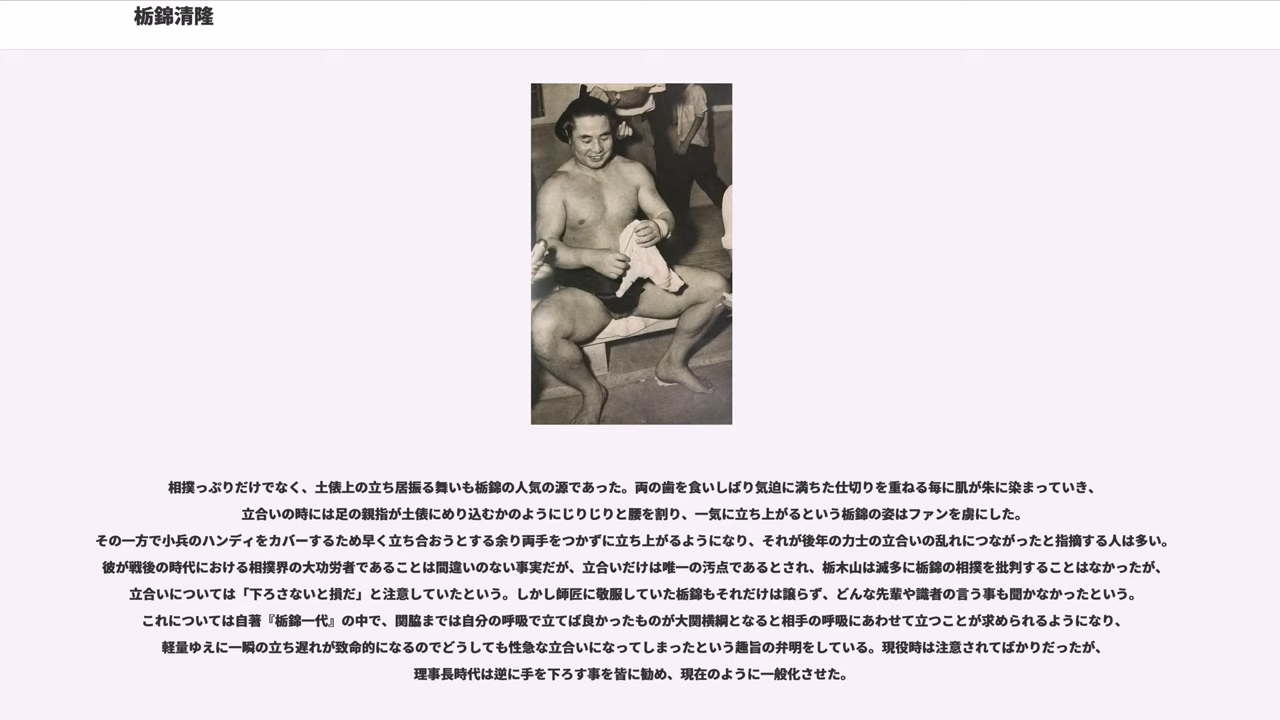 栃錦清隆
相撲っぷりだけでなく、土俵上の立ち居振る舞いも栃錦の人気の源であった。両の歯を食いしばり気迫に満ちた仕切りを重ねる毎に肌が朱に染まっていき、
立合いの時には足の親指が土俵にめり込むかのようにじりじりと腰を割り、一気に立ち上がるという栃錦の姿はファンを虜にした。
その一方で小兵のハンディをカバーするため早く立ち合おうとする余り両手をつかずに立ち上がるようになり、それが後年の力士の立合いの乱れにつながったと指摘する人は多い。
彼が戦後の時代における相撲界の大功労者であることは間違いのない事実だが、立合いだけは唯一の汚点であるとされ、栃木山は滅多に栃錦の相撲を批判することはなかったが、
立合いについては「下ろさないと損だ」と注意していたという。しかし師匠に敬服していた栃錦もそれだけは譲らず、どんな先輩や識者の言う事も聞かなかったという。
これについては自著『栃錦一代』の中で、関脇までは自分の呼吸で立てば良かったものが大関横綱となると相手の呼吸にあわせて立つことが求められるようになり、
軽量ゆえに一瞬の立ち遅れが致命的になるのでどうしても性急な立合いになってしまったという趣旨の弁明をしている。現役時は注意されてばかりだったが、
理事長時代は逆に手を下ろす事を皆に勧め、現在のように一般化させた。